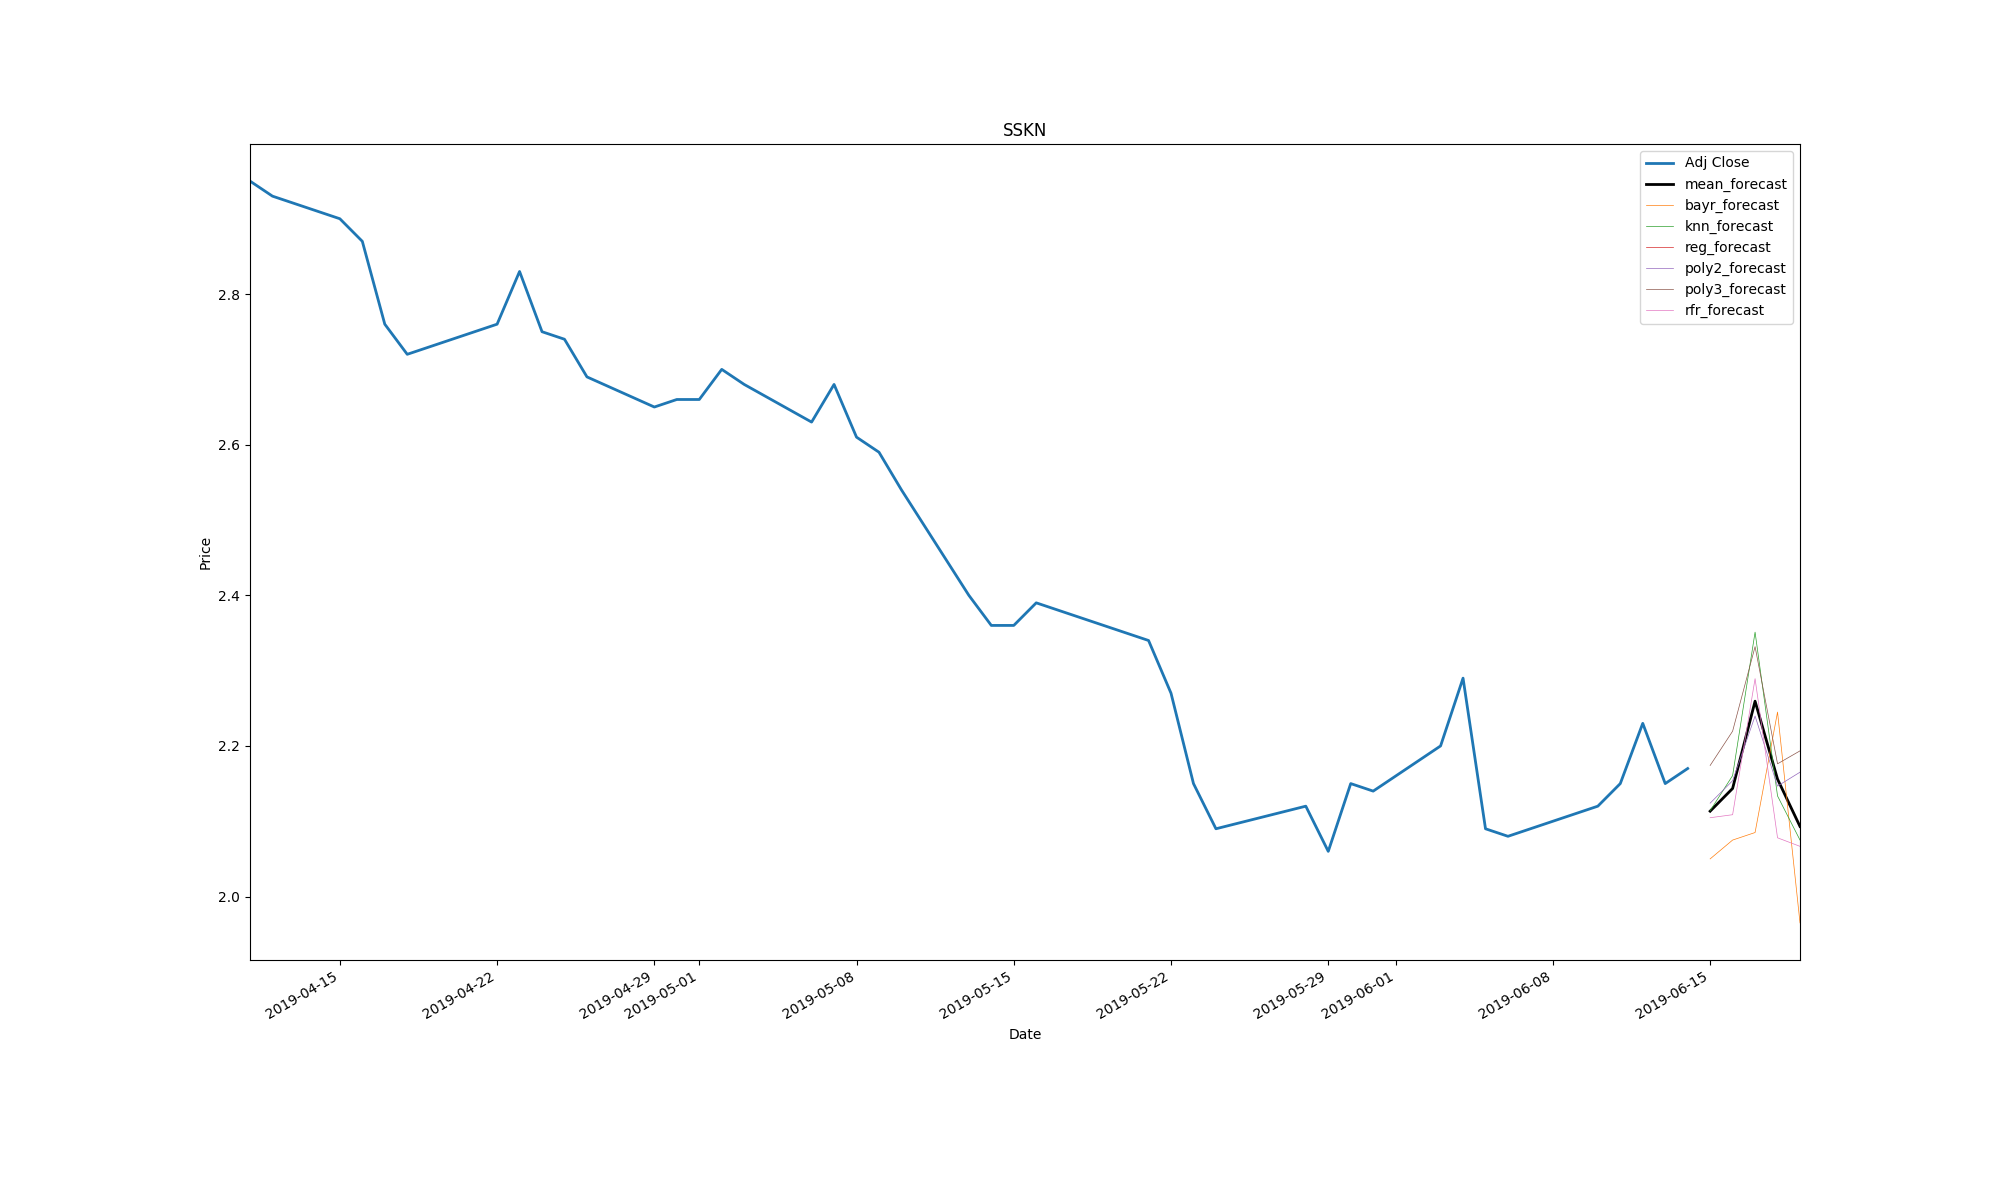 SSKN
Adj Close
mean_forecast
bayr_forecast
knn_forecast
reg_forecast
poly2_forecast
poly3_forecast
rfr_forecast
Price
2.8
2.6
2.4
2.2
2.0
2019-04-15
2019-04-22
2019-04-29
2019-05-01
2019-05-08
2019-05-15
2019-05-22
2019-05-29
2019-06-01
2019-06-08
2019-06-15
Date